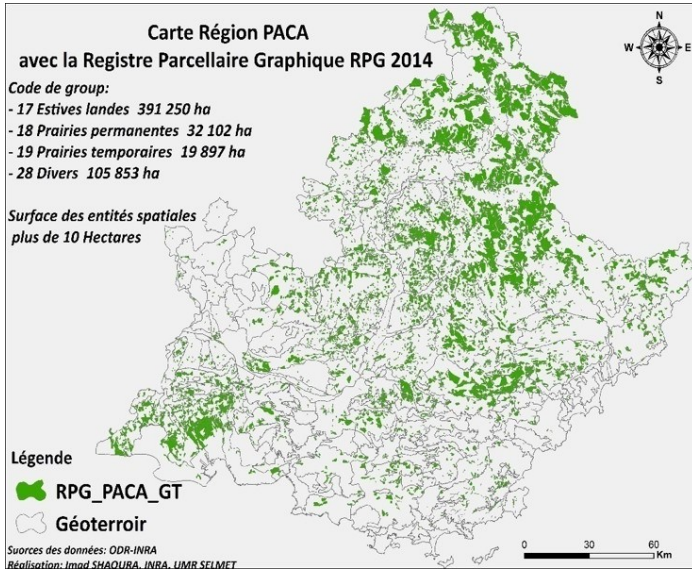 Carte Région PACA
avec la Registre Parcellaire Graphique RPG 2014
Code de group:
- 17 Estives landes 391 250 ha
- 18 Prairies permanentes 32 102 ha
- 19 Prairies temporaires 19 897 ha
- 28 Divers 105 853 ha
Surface des entités spatiales
plus de 10 Hectares
N
W E
S
Légende
RPG_PACA_GT
Géoterroir
Suorces des données: ODR-INRA
Réalisation: Imad SHAQURA, INRA, UMR SELMET
0 30 60
Km